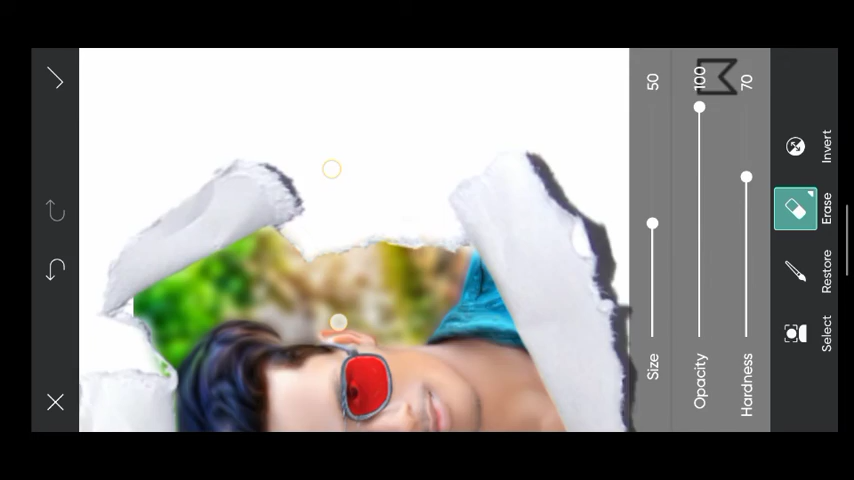 Size
50
Opacity
100
Hardness
70
Invert
Erase
Restore
Select